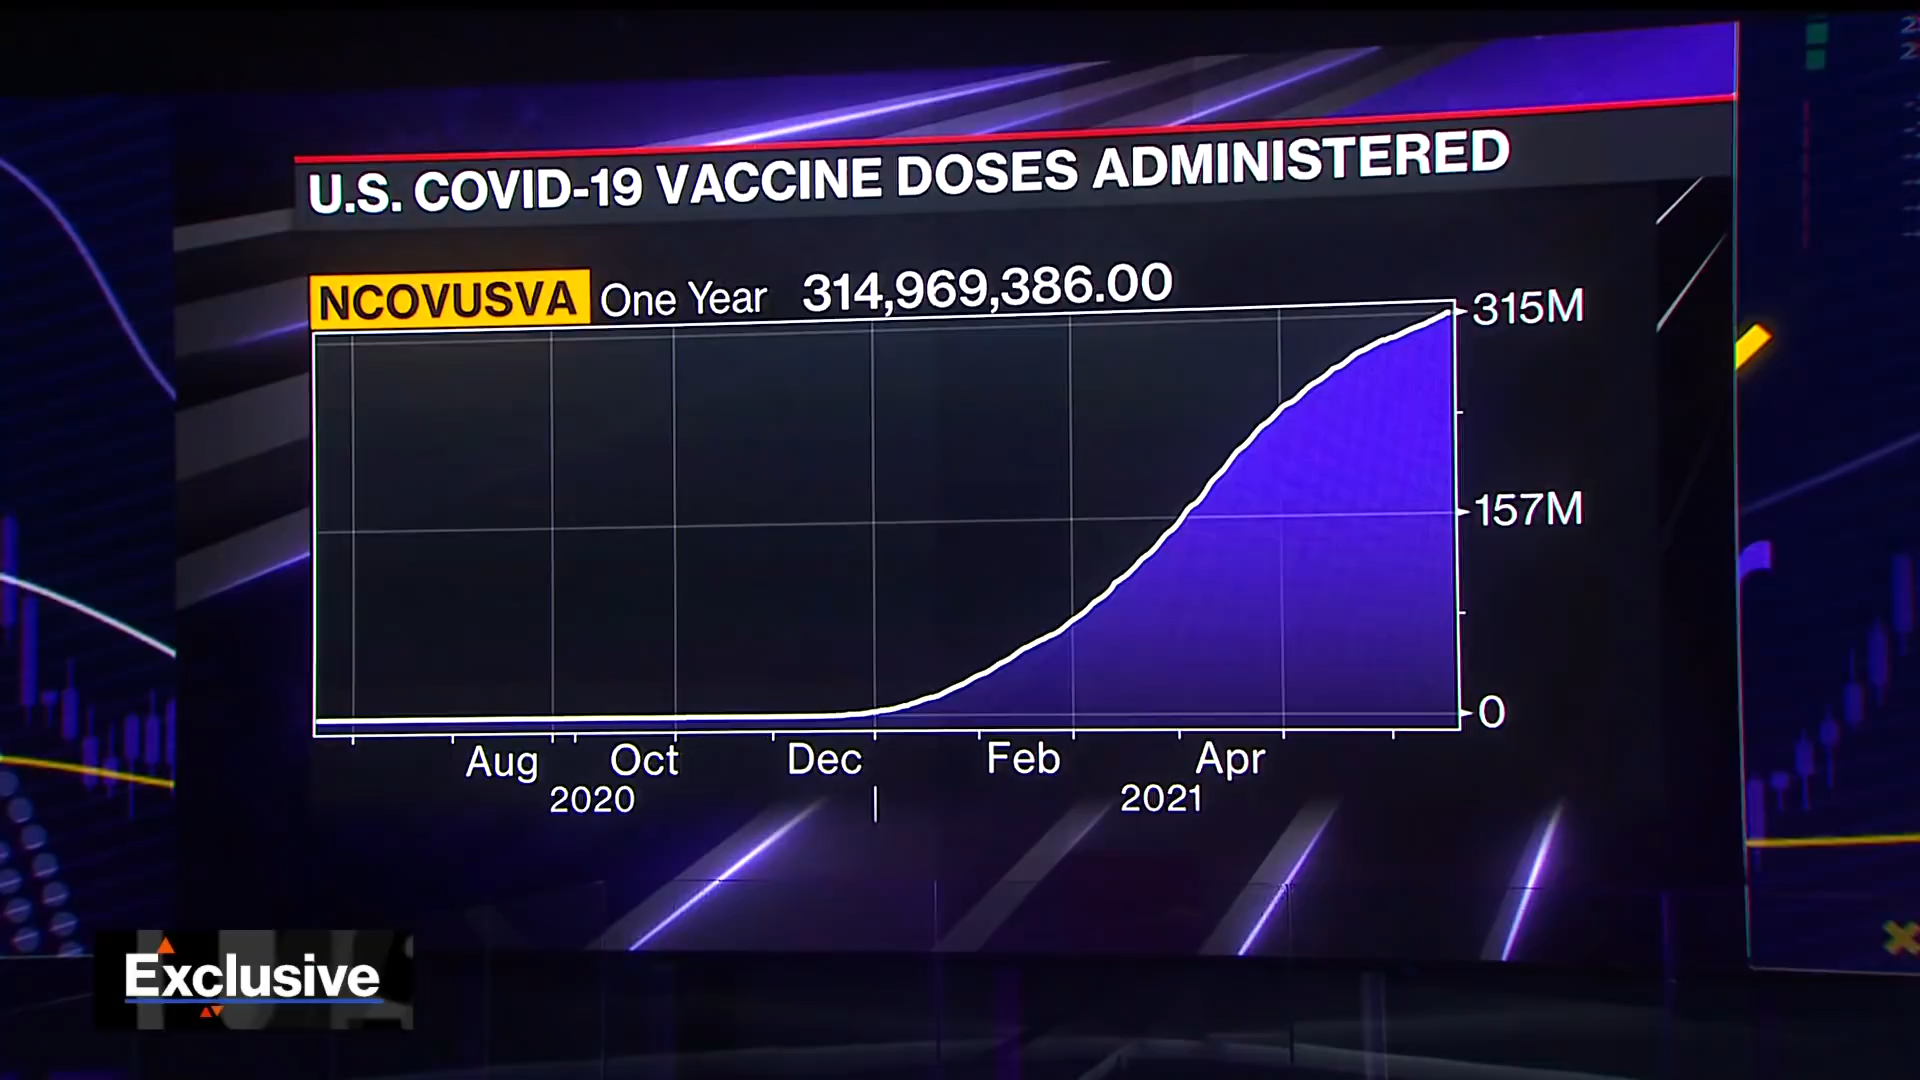 U.S. COVID-19 VACCINE DOSES ADMINISTERED
NCOVUSVA One Year 314,969,386.00
315M
157M
0
Aug Oct Dec Feb Apr
2020 | 2021
Exclusive